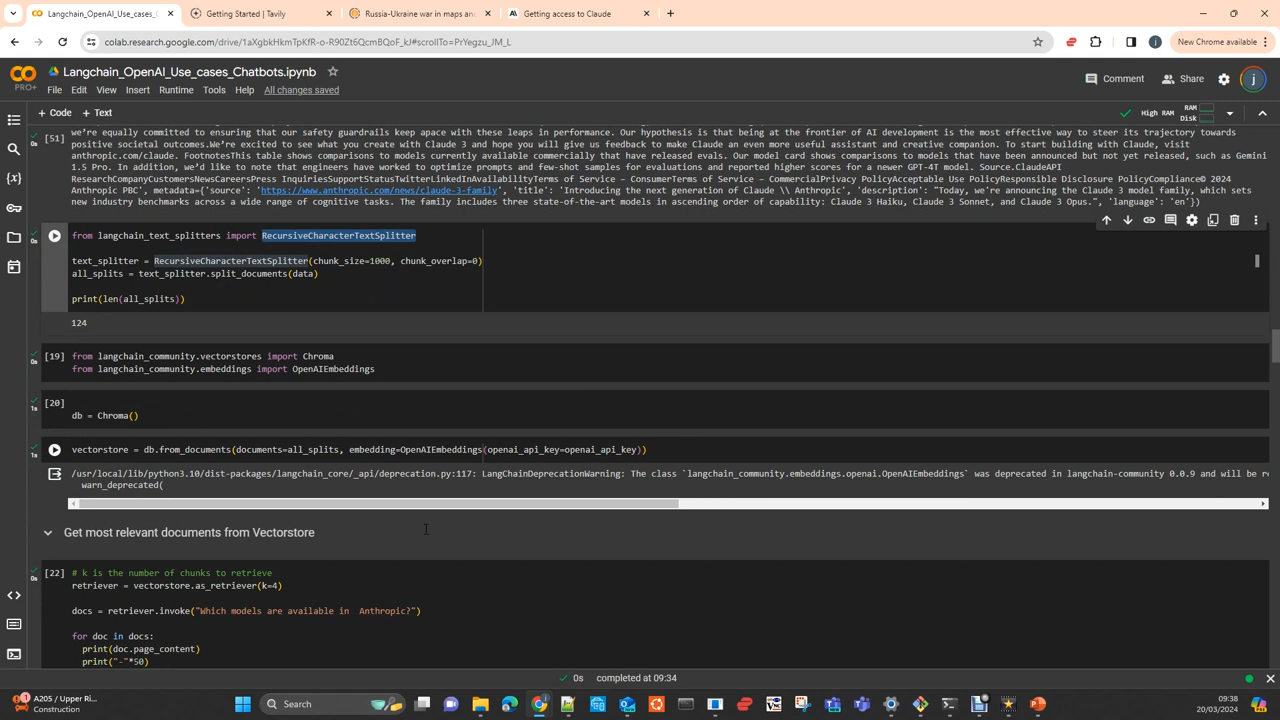 Langchain_OpenAI_Use_cases_C
Getting Started | Tavily
Russia-Ukraine war in maps and
Getting access to Claude
colab.research.google.com/drive/1aXgbkHkmTpKfR-o-R90Zt6QcmBQoF_kJ#scrollTo=PrYegzu_JM_L
New Chrome available
PRO+
Langchain_OpenAI_Use_cases_Chatbots.ipynb
File Edit View Insert Runtime Tools Help All changes saved
Comment
Share
j
+ Code + Text
High RAM
RAM
Disk
[51]
0s
we're equally committed to ensuring that our safety guardrails keep apace with these leaps in performance. Our hypothesis is that being at the frontier of AI development is the most effective way to steer its trajectory towards
positive societal outcomes.We're excited to see what you create with Claude 3 and hope you will give us feedback to make Claude an even more useful assistant and creative companion. To start building with Claude, visit
anthropic.com/claude. FootnotesThis table shows comparisons to models currently available commercially that have released evals. Our model card shows comparisons to models that have been announced but not yet released, such as Gemini
1.5 Pro. In addition, we'd like to note that engineers have worked to optimize prompts and few-shot samples for evaluations and reported higher scores for a newer GPT-4T model. Source.ClaudeAPI
ResearchCompanyCustomersNewsCareersPress InquiriesSupportStatusTwitterLinkedInAvailabilityTerms of Service – ConsumerTerms of Service – CommercialPrivacy PolicyAcceptable Use PolicyResponsible Disclosure PolicyCompliance© 2024
Anthropic PBC', metadata={'source': 'https://www.anthropic.com/news/claude-3-family', 'title': 'Introducing the next generation of Claude \\ Anthropic', 'description': "Today, we're announcing the Claude 3 model family, which sets
new industry benchmarks across a wide range of cognitive tasks. The family includes three state-of-the-art models in ascending order of capability: Claude 3 Haiku, Claude 3 Sonnet, and Claude 3 Opus.", 'language': 'en'})
0s
from langchain_text_splitters import RecursiveCharacterTextSplitter
text_splitter = RecursiveCharacterTextSplitter(chunk_size=1000, chunk_overlap=0)
all_splits = text_splitter.split_documents(data)
print(len(all_splits))
124
[19]
0s
from langchain_community.vectorstores import Chroma
from langchain_community.embeddings import OpenAIEmbeddings
[20]
1s
db = Chroma()
1s
vectorstore = db.from_documents(documents=all_splits, embedding=OpenAIEmbeddings(openai_api_key=openai_api_key))
/usr/local/lib/python3.10/dist-packages/langchain_core/_api/deprecation.py:117: LangChainDeprecationWarning: The class `langchain_community.embeddings.openai.OpenAIEmbeddings` was deprecated in langchain-community 0.0.9 and will be re
warn_deprecated(
Get most relevant documents from Vectorstore
[22]
0s
# k is the number of chunks to retrieve
retriever = vectorstore.as_retriever(k=4)
docs = retriever.invoke("Which models are available in  Anthropic?")
for doc in docs:
print(doc.page_content)
print("-"*50)
0s completed at 09:34
A205 / Upper Ri...
Construction
Search
09:38
20/03/2024